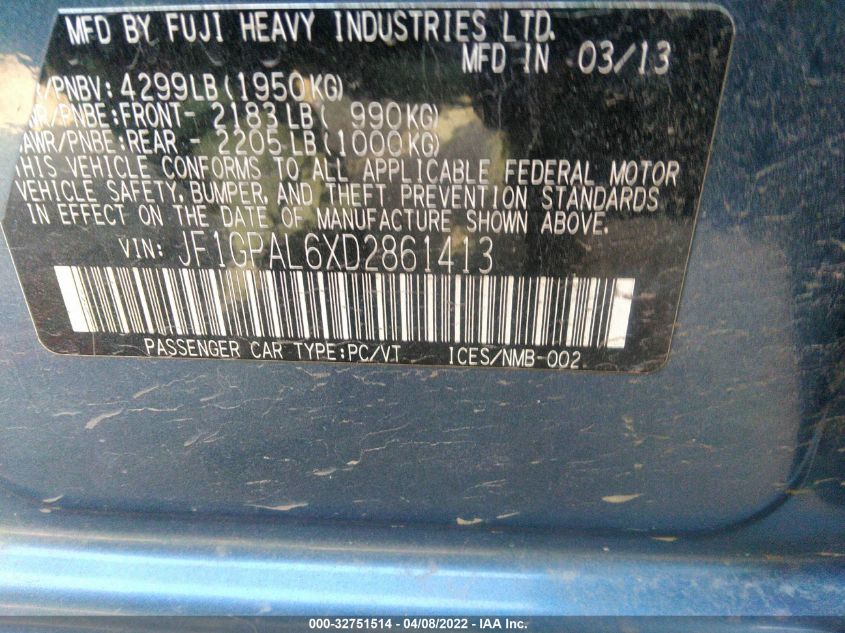 MFD BY FUJI HEAVY INDUSTRIES LTD.
MFD IN 03/13
/PNBV: 4299LB (1950KG)
/PNBE: FRONT- 2183 LB ( 990KG)
AWR/PNBE: REAR - 2205 LB (1000KG)
THIS VEHICLE CONFORMS TO ALL APPLICABLE FEDERAL MOTOR
VEHICLE SAFETY, BUMPER, AND THEFT PREVENTION STANDARDS
IN EFFECT ON THE DATE OF MANUFACTURE SHOWN ABOVE.
VIN: JF1GPAL6XD2861413
PASSENGER CAR TYPE:PC/VT ICES/NMB-002
000-32751514 - 04/08/2022 - IAA Inc.